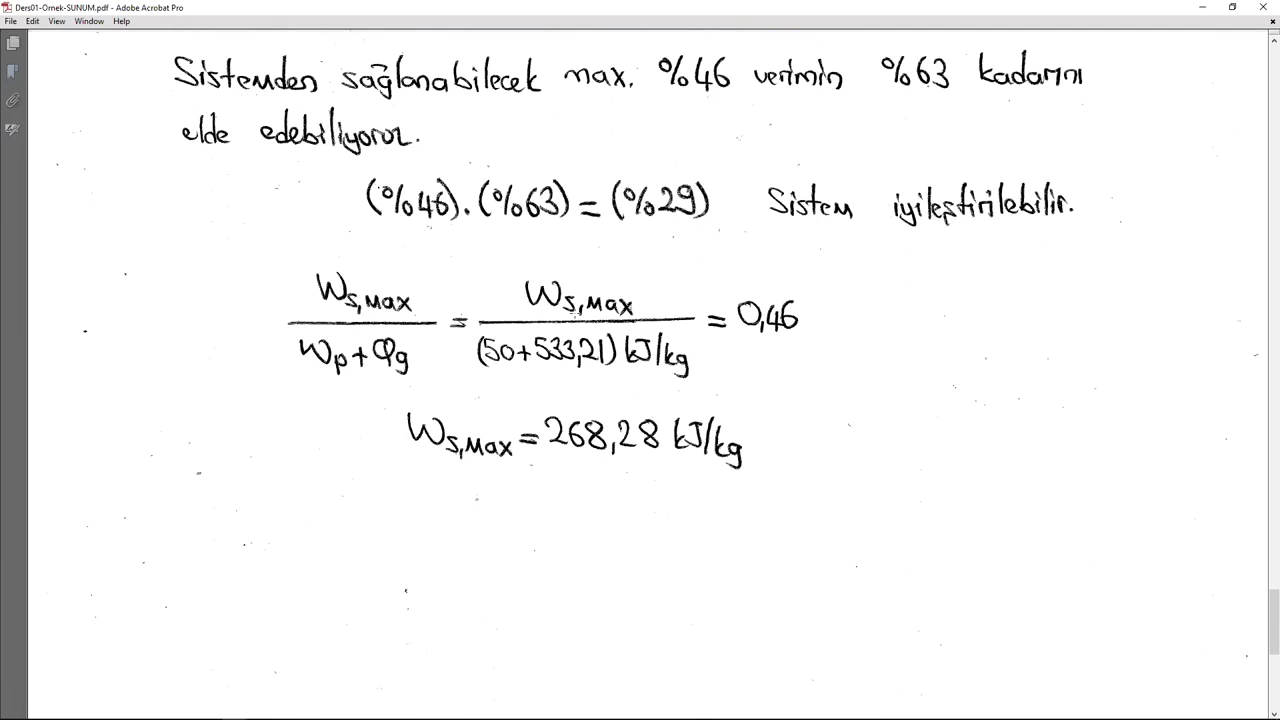 Ders01-Ornek-SUNUM.pdf - Adobe Acrobat Pro
File Edit View Window Help
Sistemden sağlanabilecek max. %46 verimin %63 kadarını
elde edebiliyoruz.
(%46).(%63)=(%29) Sistem iyileştirilebilir.
Ws,max / Wp+qg = Ws,max / (50+533,21) kJ/kg = 0,46
Ws,max = 268,28 kJ/kg